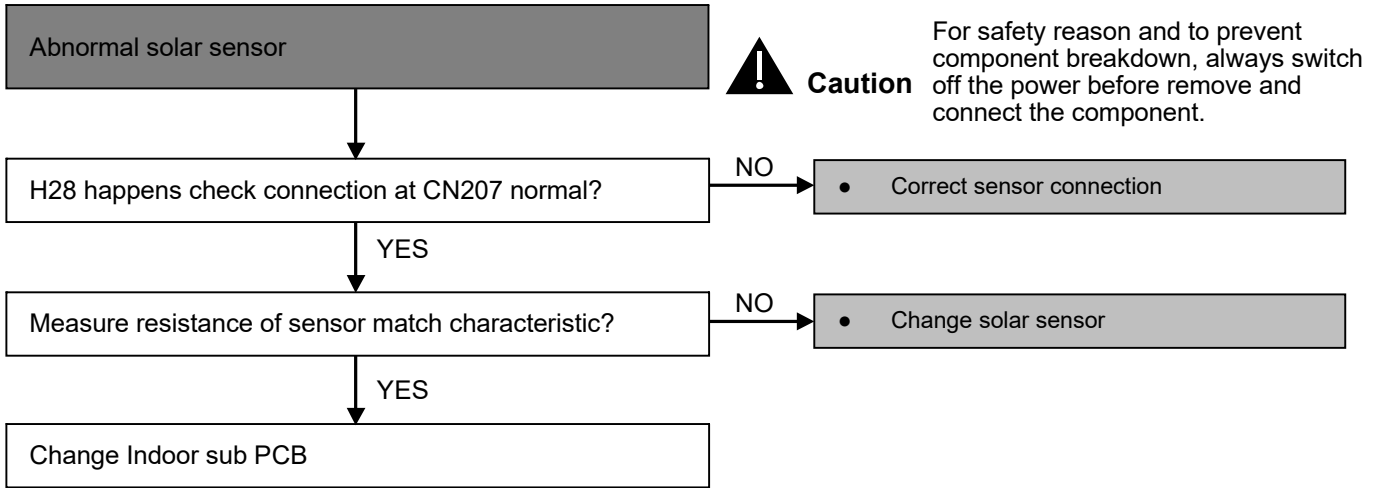 Abnormal solar sensor
Caution
For safety reason and to prevent
component breakdown, always switch
off the power before remove and
connect the component.
H28 happens check connection at CN207 normal?
NO
● Correct sensor connection
YES
Measure resistance of sensor match characteristic?
NO
● Change solar sensor
YES
Change Indoor sub PCB